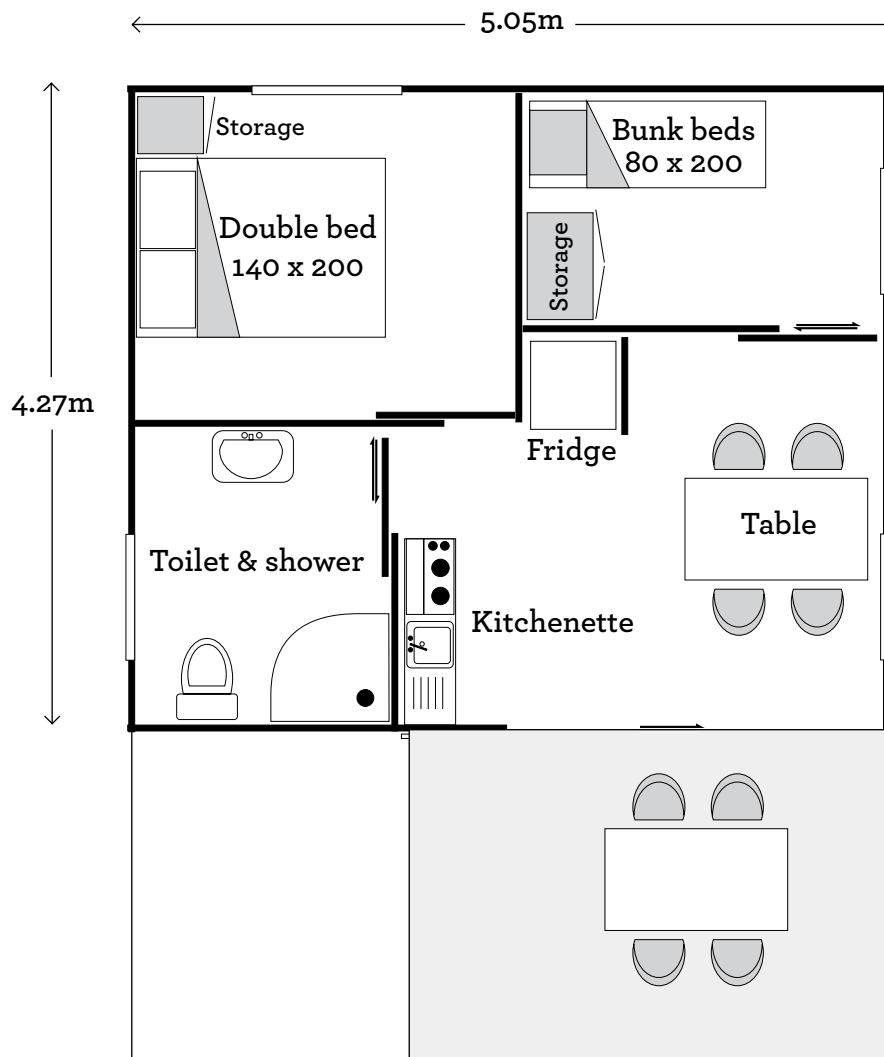 5.05m
Storage
Bunk beds
80 x 200
Double bed
140 x 200
Storage
4.27m
Fridge
Table
Toilet & shower
Kitchenette